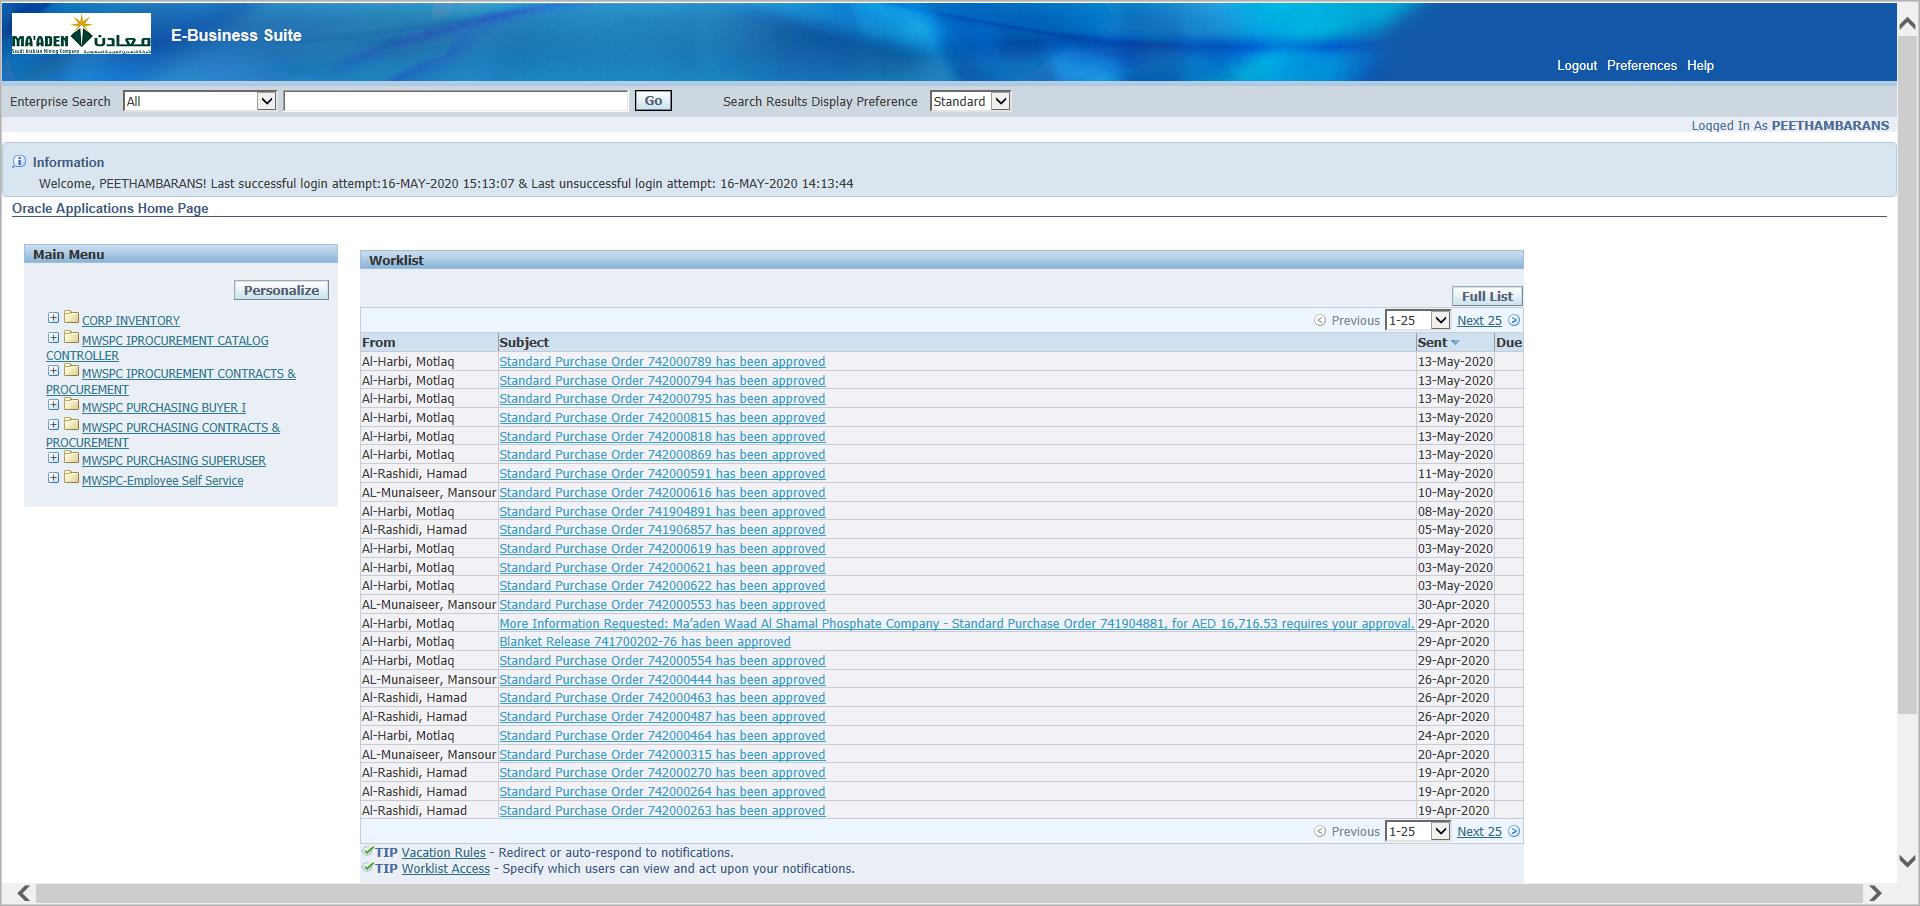 MA'ADEN معادن
Saudi Arabian Mining Company
E-Business Suite
Logout Preferences Help
Enterprise Search All Go Search Results Display Preference Standard
Logged In As PEETHAMBARANS
Information
Welcome, PEETHAMBARANS! Last successful login attempt:16-MAY-2020 15:13:07 & Last unsuccessful login attempt: 16-MAY-2020 14:13:44
Oracle Applications Home Page
Main Menu
Personalize
CORP INVENTORY
MWSPC IPROCUREMENT CATALOG
CONTROLLER
MWSPC IPROCUREMENT CONTRACTS &
PROCUREMENT
MWSPC PURCHASING BUYER I
MWSPC PURCHASING CONTRACTS &
PROCUREMENT
MWSPC PURCHASING SUPERUSER
MWSPC-Employee Self Service
Worklist
Full List
Previous 1-25 Next 25
From Subject Sent Due
Al-Harbi, Motlaq Standard Purchase Order 742000789 has been approved 13-May-2020
Al-Harbi, Motlaq Standard Purchase Order 742000794 has been approved 13-May-2020
Al-Harbi, Motlaq Standard Purchase Order 742000795 has been approved 13-May-2020
Al-Harbi, Motlaq Standard Purchase Order 742000815 has been approved 13-May-2020
Al-Harbi, Motlaq Standard Purchase Order 742000818 has been approved 13-May-2020
Al-Harbi, Motlaq Standard Purchase Order 742000869 has been approved 13-May-2020
Al-Rashidi, Hamad Standard Purchase Order 742000591 has been approved 11-May-2020
AL-Munaiseer, Mansour Standard Purchase Order 742000616 has been approved 10-May-2020
Al-Harbi, Motlaq Standard Purchase Order 741904891 has been approved 08-May-2020
Al-Rashidi, Hamad Standard Purchase Order 741906857 has been approved 05-May-2020
Al-Harbi, Motlaq Standard Purchase Order 742000619 has been approved 03-May-2020
Al-Harbi, Motlaq Standard Purchase Order 742000621 has been approved 03-May-2020
Al-Harbi, Motlaq Standard Purchase Order 742000622 has been approved 03-May-2020
AL-Munaiseer, Mansour Standard Purchase Order 742000553 has been approved 30-Apr-2020
Al-Harbi, Motlaq More Information Requested: Ma'aden Waad Al Shamal Phosphate Company - Standard Purchase Order 741904881, for AED 16,716.53 requires your approval. 29-Apr-2020
Al-Harbi, Motlaq Blanket Release 741700202-76 has been approved 29-Apr-2020
Al-Harbi, Motlaq Standard Purchase Order 742000554 has been approved 29-Apr-2020
AL-Munaiseer, Mansour Standard Purchase Order 742000444 has been approved 26-Apr-2020
Al-Rashidi, Hamad Standard Purchase Order 742000463 has been approved 26-Apr-2020
Al-Rashidi, Hamad Standard Purchase Order 742000487 has been approved 26-Apr-2020
Al-Harbi, Motlaq Standard Purchase Order 742000464 has been approved 24-Apr-2020
AL-Munaiseer, Mansour Standard Purchase Order 742000315 has been approved 20-Apr-2020
Al-Rashidi, Hamad Standard Purchase Order 742000270 has been approved 19-Apr-2020
Al-Rashidi, Hamad Standard Purchase Order 742000264 has been approved 19-Apr-2020
Al-Rashidi, Hamad Standard Purchase Order 742000263 has been approved 19-Apr-2020
Previous 1-25 Next 25
TIP Vacation Rules - Redirect or auto-respond to notifications.
TIP Worklist Access - Specify which users can view and act upon your notifications.